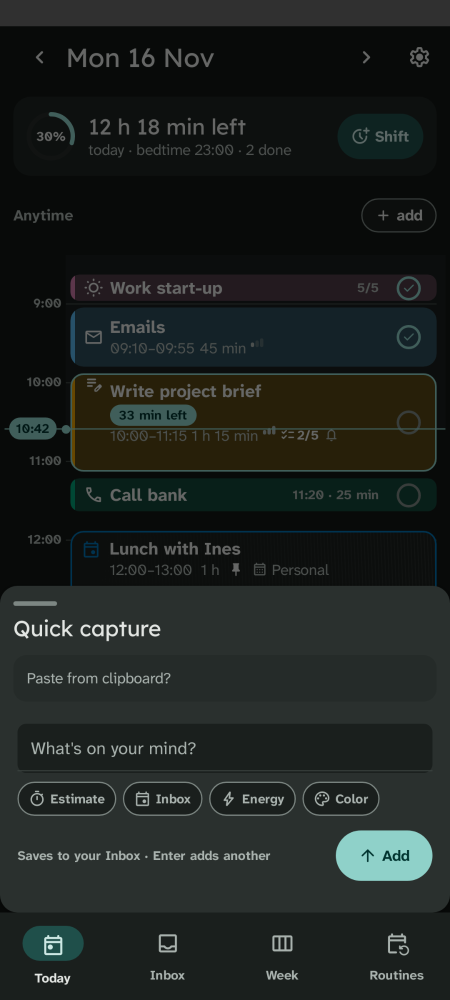 Mon 16 Nov
30%
12 h 18 min left
today · bedtime 23:00 · 2 done
Shift
Anytime
+ add
Work start-up
5/5
9:00
Emails
09:10–09:55 45 min
10:00
Write project brief
33 min left
10:42
10:00–11:15 1 h 15 min
2/5
11:00
Call bank
11:20 · 25 min
12:00
Lunch with Ines
12:00–13:00 1 h
Personal
Quick capture
Paste from clipboard?
What's on your mind?
Estimate
Inbox
Energy
Color
Saves to your Inbox · Enter adds another
Add
Today
Inbox
Week
Routines